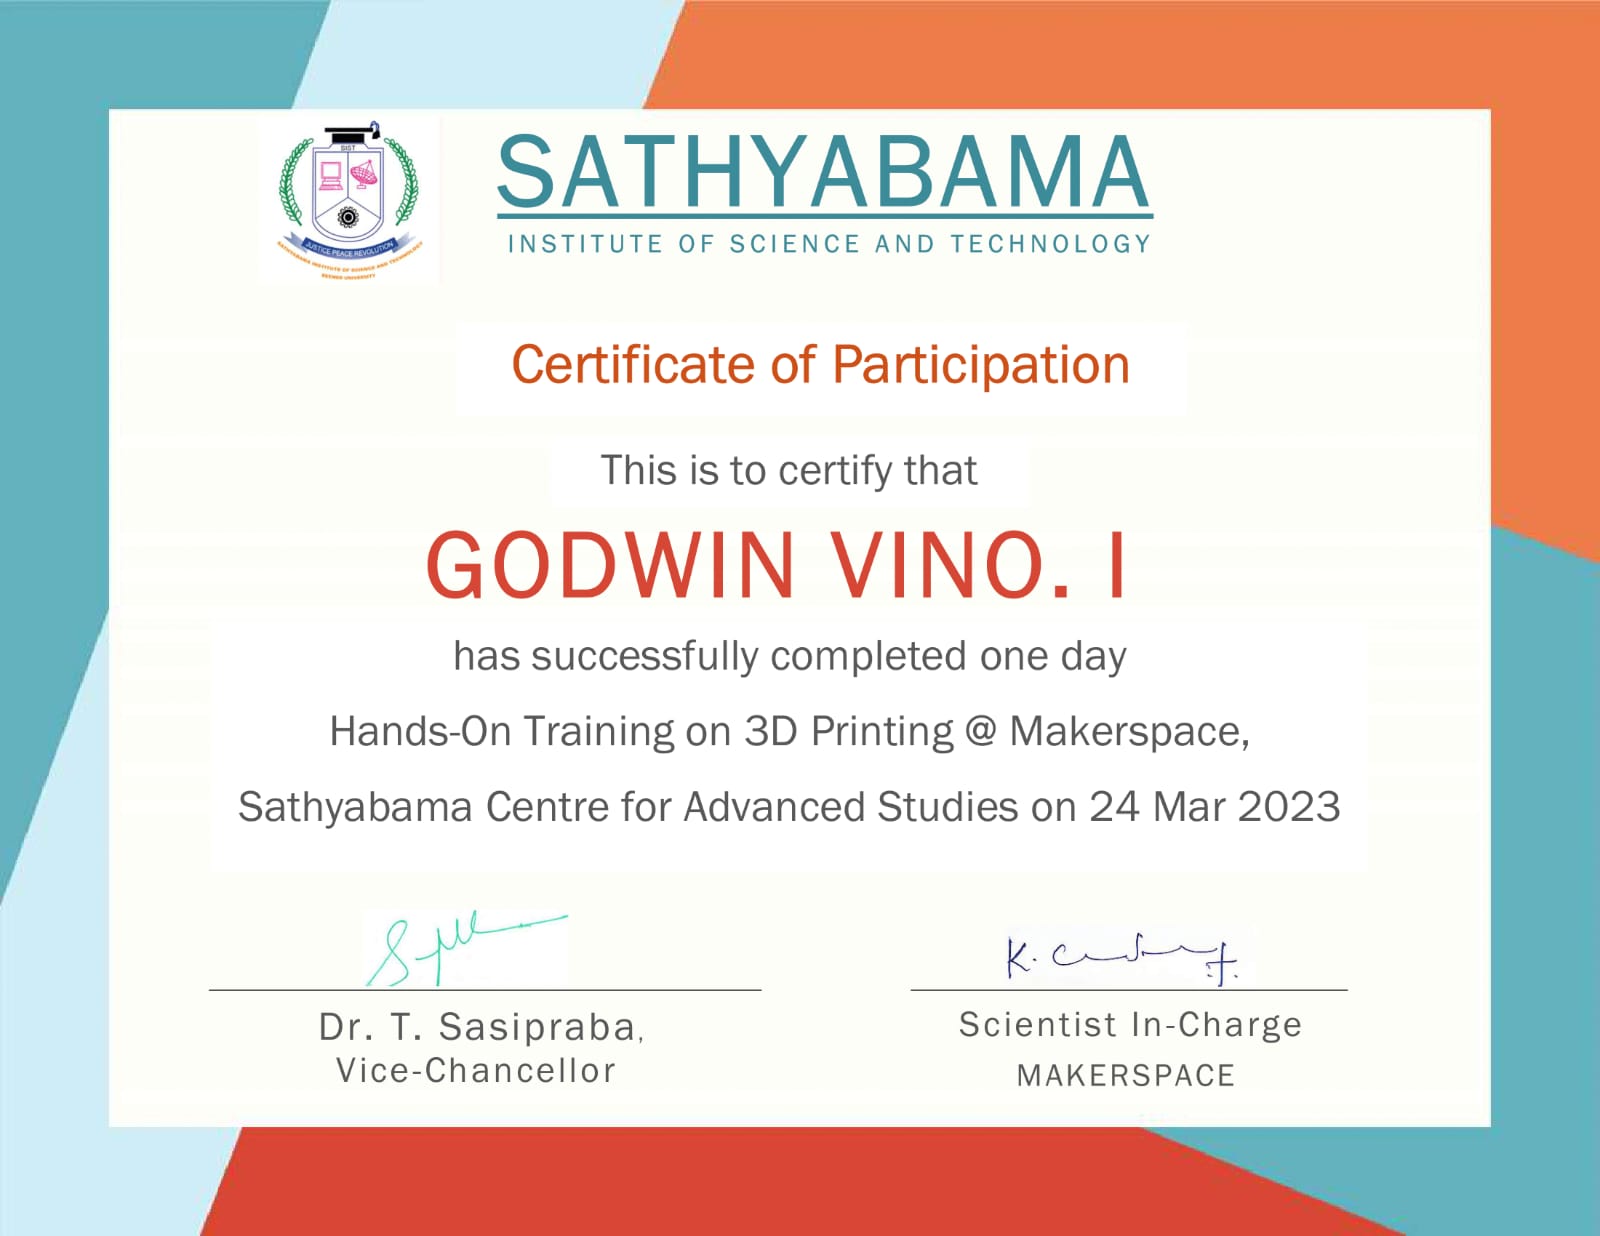 SIST
JUSTICE PEACE REVOLUTION
SATHYABAMA INSTITUTE OF SCIENCE AND TECHNOLOGY
DEEMED UNIVERSITY
SATHYABAMA
INSTITUTE OF SCIENCE AND TECHNOLOGY
Certificate of Participation
This is to certify that
GODWIN VINO. I
has successfully completed one day
Hands-On Training on 3D Printing @ Makerspace,
Sathyabama Centre for Advanced Studies on 24 Mar 2023
Dr. T. Sasipraba,
Vice-Chancellor
Scientist In-Charge
MAKERSPACE